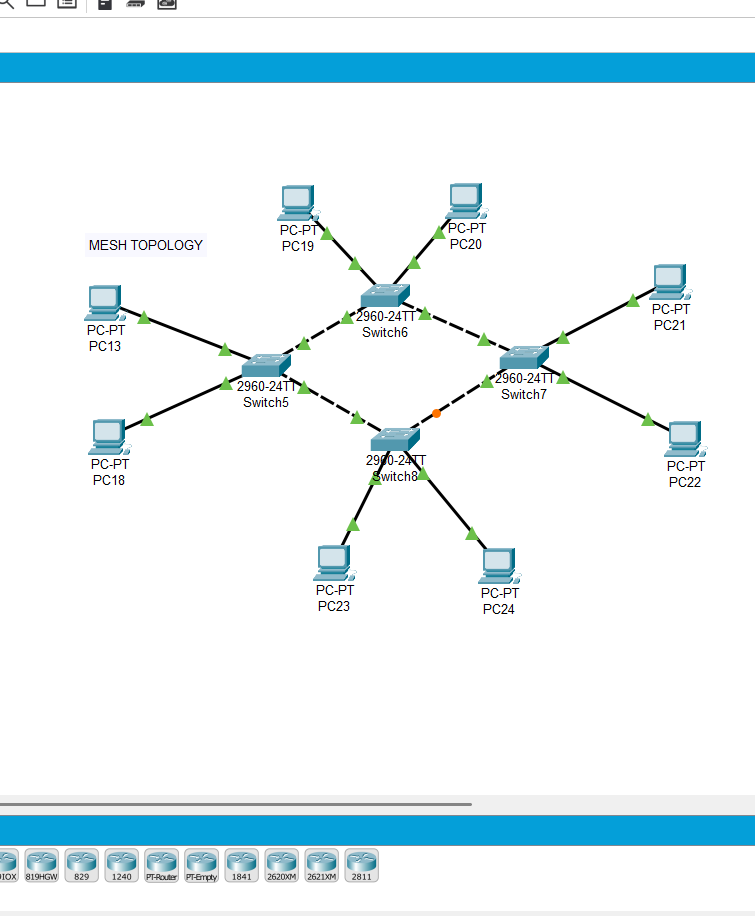 PC-PT
PC19
PC-PT
PC20
MESH TOPOLOGY
PC-PT
PC21
PC-PT
PC13
2960-24TT
Switch6
2960-24TT
Switch5
2960-24TT
Switch7
2960-24TT
Switch8
PC-PT
PC18
PC-PT
PC22
PC-PT
PC23
PC-PT
PC24
IOX
819HGW
829
1240
PT-Router
PT-Empty
1841
2620XM
2621XM
2811